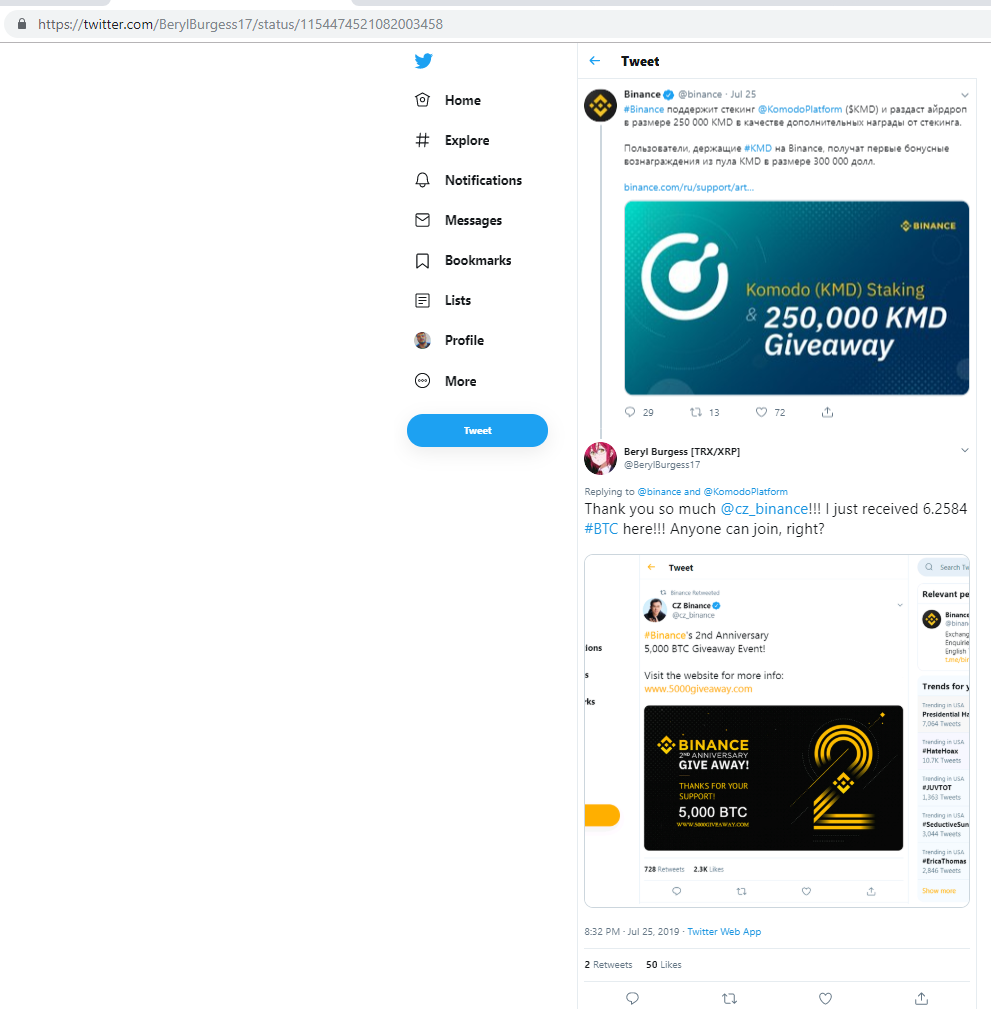 https://twitter.com/BerylBurgess17/status/1154474521082003458
Home
Explore
Notifications
Messages
Bookmarks
Lists
Profile
More
Tweet
Tweet
Binance @binance · Jul 25
#Binance поддержит стекинг @KomodoPlatform ($KMD) и раздаст айрдроп
в размере 250 000 KMD в качестве дополнительных награды от стекинга.
Пользователи, держащие #KMD на Binance, получат первые бонусные
вознаграждения из пула KMD в размере 300 000 долл.
binance.com/ru/support/art...
BINANCE
Komodo (KMD) Staking
& 250,000 KMD
Giveaway
29 13 72
Beryl Burgess [TRX/XRP]
@BerylBurgess17
Replying to @binance and @KomodoPlatform
Thank you so much @cz_binance!!! I just received 6.2584
#BTC here!!! Anyone can join, right?
ions
s
rks
Tweet
Binance Retweeted
CZ Binance
@cz_binance
#Binance's 2nd Anniversary
5,000 BTC Giveaway Event!
Visit the website for more info:
www.5000giveaway.com
BINANCE
2ND ANNIVERSARY
GIVE AWAY!
THANKS FOR YOUR
SUPPORT!
5,000 BTC
WWW.5000GIVEAWAY.COM
2
728 Retweets 2.3K Likes
Search Tw
Relevant pe
Binance
@binan
Exchang
Enquirie
English
t.me/bin
Trends for y
Trending in USA
Presidential Ha
7,064 Tweets
Trending in USA
#HateHoax
10.7K Tweets
Trending in USA
#JUVTOT
1,363 Tweets
Trending in USA
#SeductiveSun
3,044 Tweets
Trending in USA
#EricaThomas
2,846 Tweets
Show more
8:32 PM · Jul 25, 2019 · Twitter Web App
2 Retweets 50 Likes